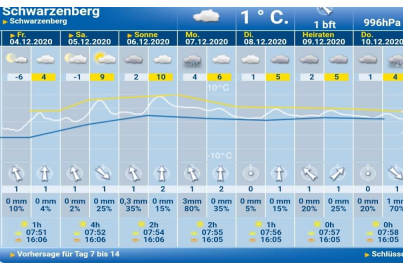 Schwarzenberg
► Schwarzenberg
1 ° C.
1 bft
996hPa
► Fr. ► Sa. ► Sonne Mo. Di. Heiraten Do.
04.12.2020 05.12.2020 06.12.2020 07.12.2020 08.12.2020 09.12.2020 10.12.2020
-6 4 -1 9 2 10 4 6 1 5 2 5 1 4
10°C
-10°C
1 1 1 1 1 2 1 2 0 1 1 1 0 1
0 mm 0 mm 0 mm 0 mm 0,3 mm 0 mm 3mm 0 mm 0 mm 0 mm 0 mm 0 mm 0 mm 1 mm
10% 4% 2% 25% 35% 15% 80% 35% 5% 15% 20% 25% 20% 70%
1h 4h 2h 2h 1h 0h 0h
07:51 07:52 07:54 07:55 07:56 07:57 07:58
16:06 16:06 16:06 16:05 16:05 16:05 16:05
► Vorhersage für Tag 7 bis 14
► Schlüsse